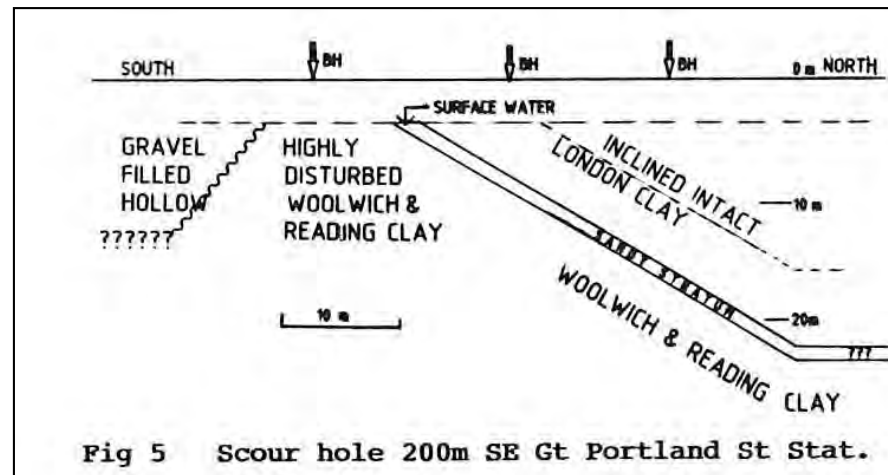 BH
BH
BH
SOUTH
0 m NORTH
SURFACE WATER
GRAVEL
FILLED
HOLLOW
??????
HIGHLY
DISTURBED
WOOLWICH &
READING CLAY
INCLINED INTACT
LONDON CLAY
10 m
SANDY STRATUM
20m
10 m
???
WOOLWICH & READING CLAY
Fig 5 Scour hole 200m SE Gt Portland St Stat.